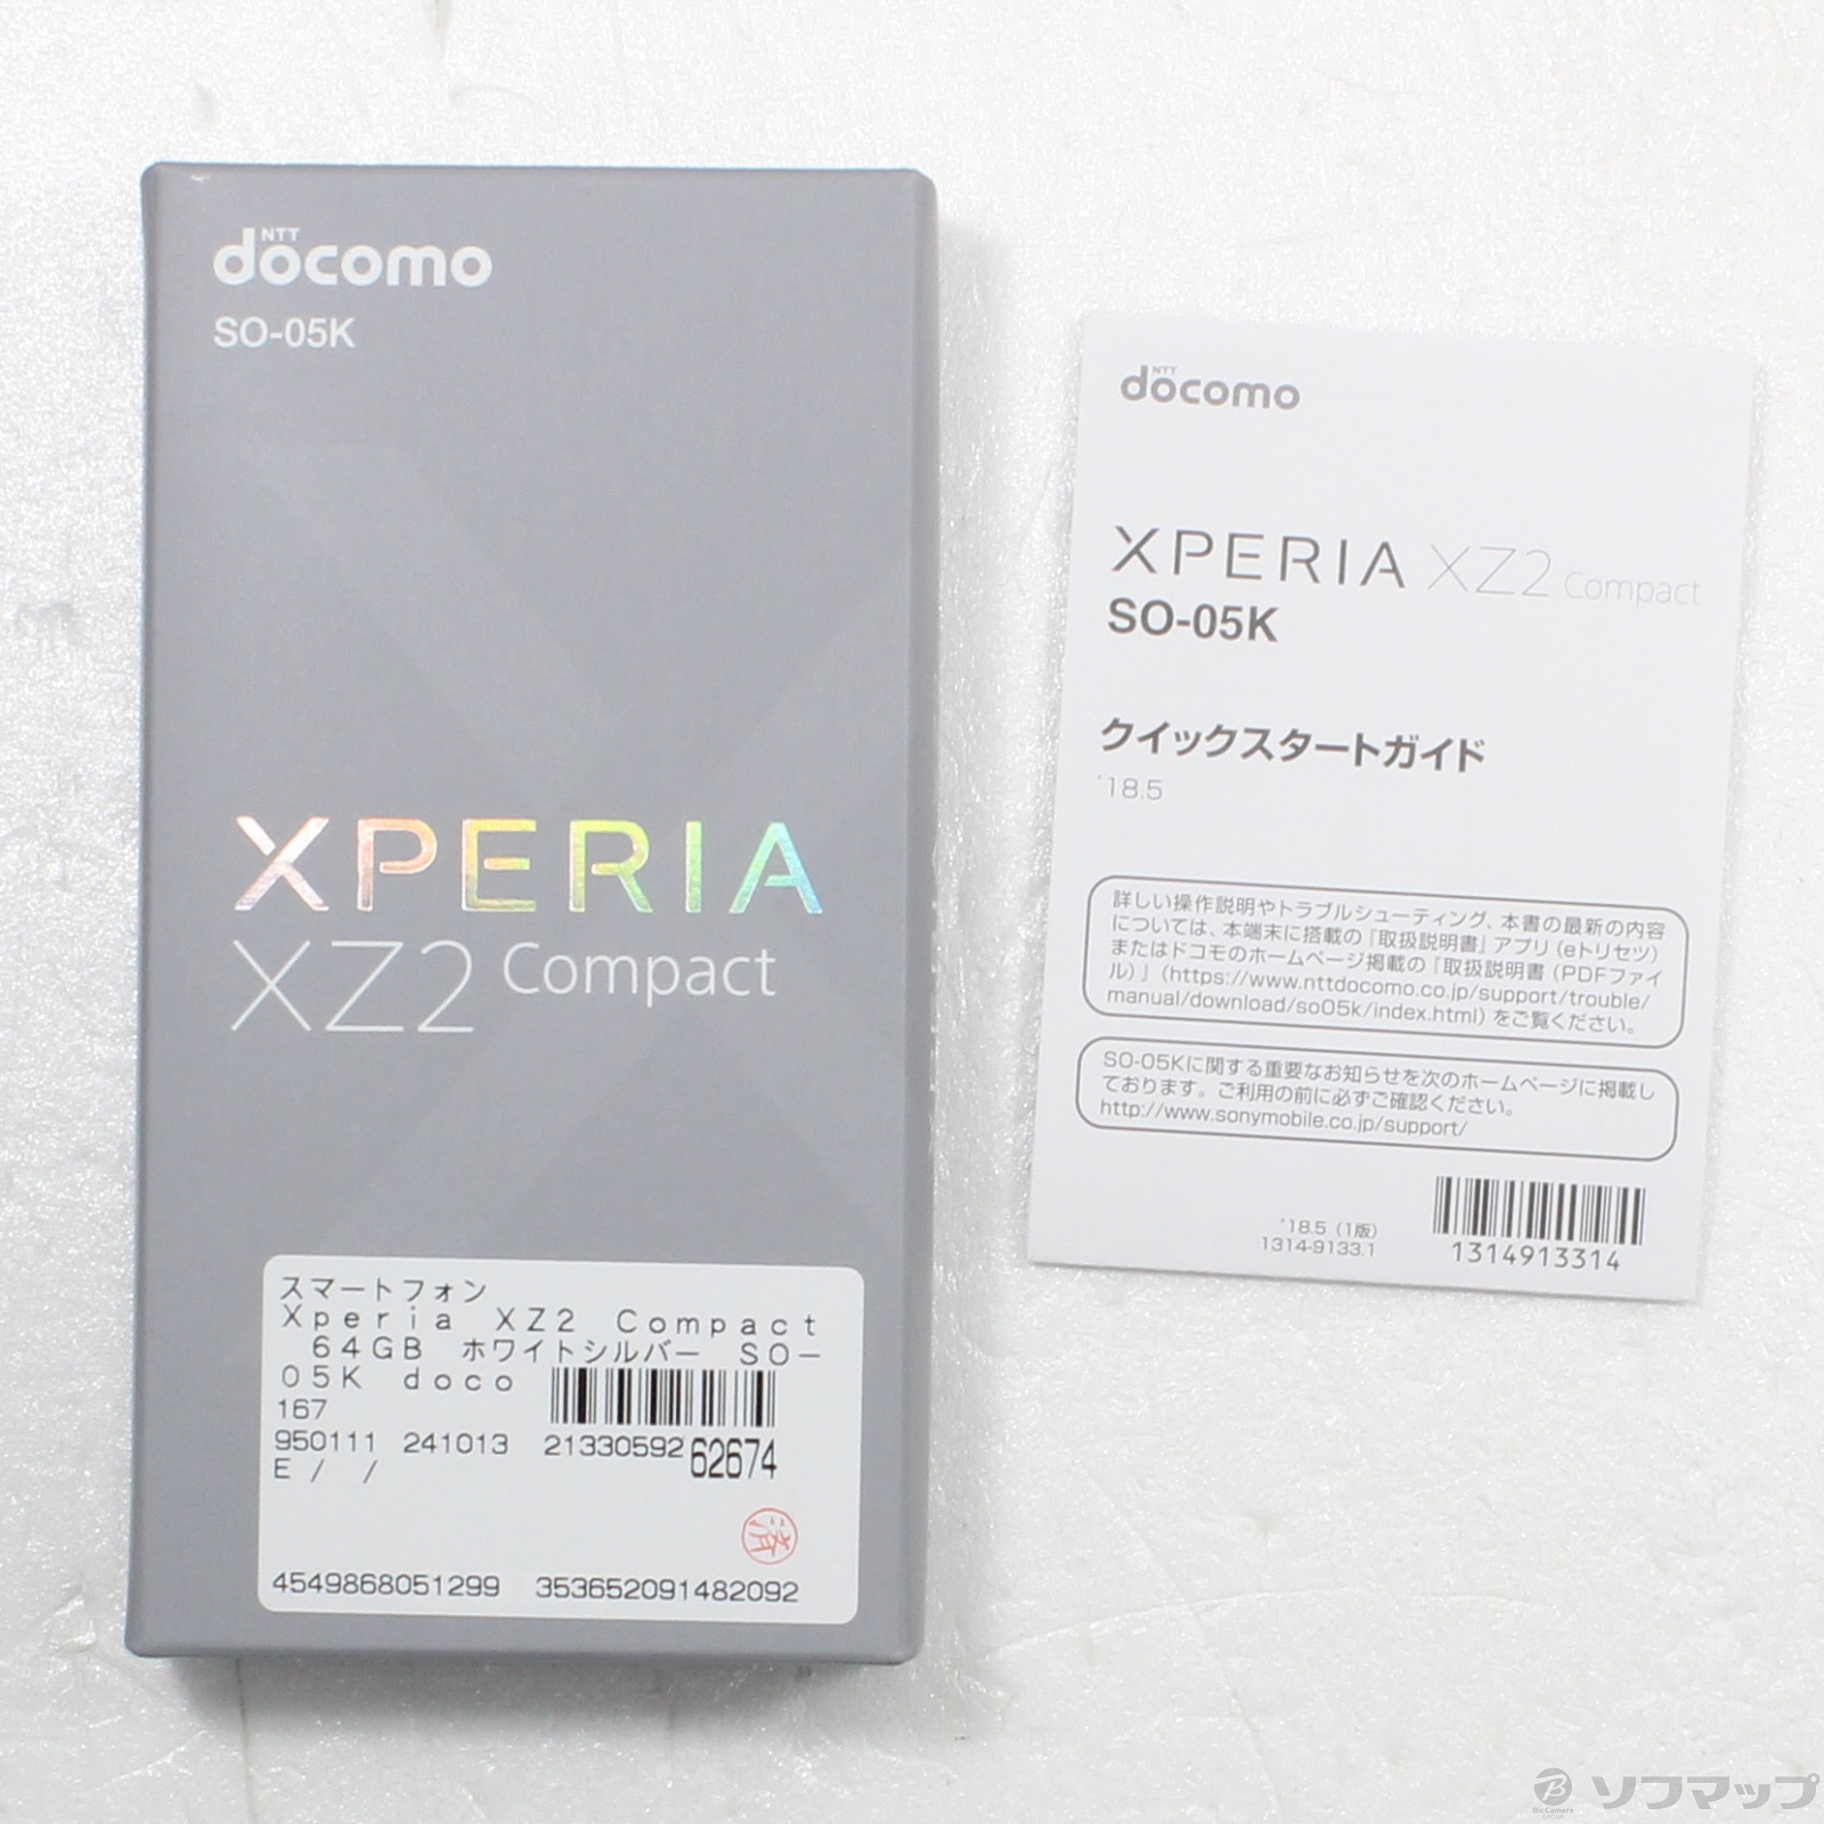 NTT
docomo
SO-05K
XPERIA
XZ2 Compact
スマートフォン
Xperia XZ2 Compact
64GB ホワイトシルバー SO-
05K doco
167
950111 241013 2133059262674
E / /
済
4549868051299 353652091482092
NTT
docomo
XPERIA XZ2 Compact
SO-05K
クイックスタートガイド
'18.5
詳しい操作説明やトラブルシューティング、本書の最新の内容
については、本端末に搭載の『取扱説明書』アプリ（eトリセツ）
またはドコモのホームページ掲載の『取扱説明書（PDFファイ
ル）』（https://www.nttdocomo.co.jp/support/trouble/
manual/download/so05k/index.html）をご覧ください。
SO-05Kに関する重要なお知らせを次のホームページに掲載し
ております。ご利用の前に必ずご確認ください。
http://www.sonymobile.co.jp/support/
'18.5（1版）
1314-9133.1
1314913314
B
BicCamera
GROUP
ソフマップ